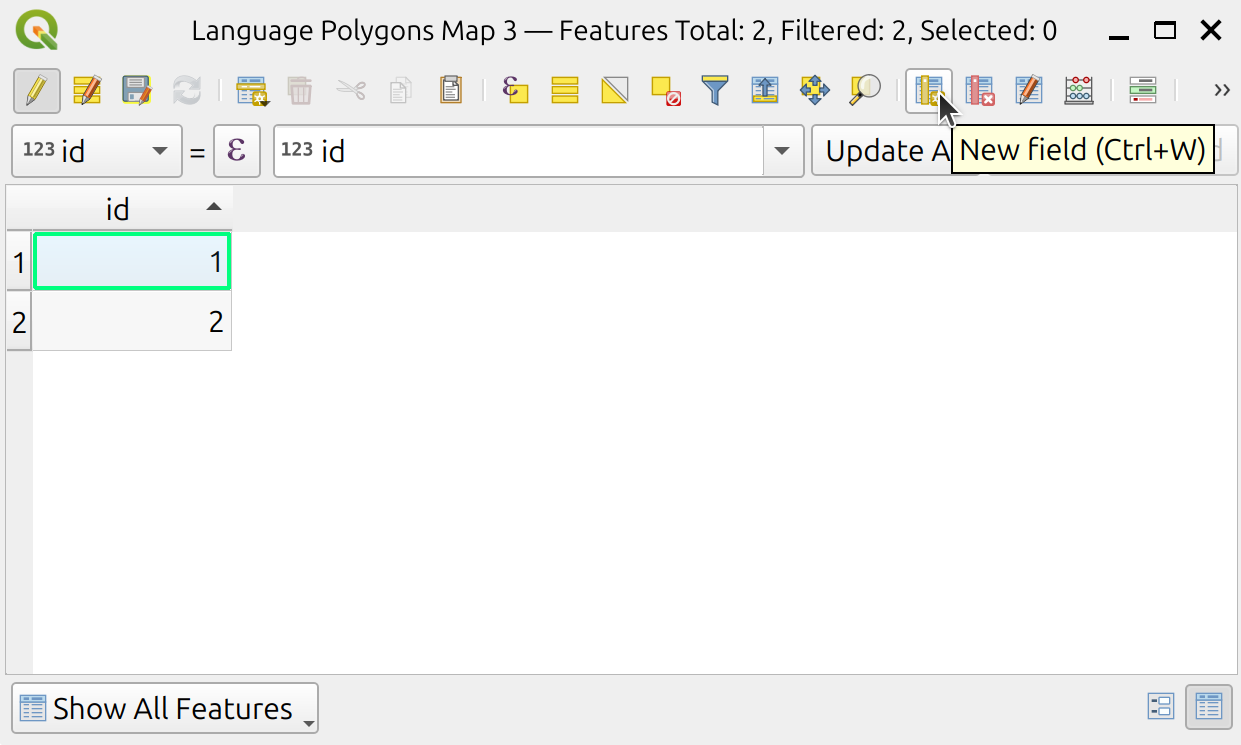 Language Polygons Map 3 — Features Total: 2, Filtered: 2, Selected: 0
123 id = ε 123 id Update A New field (Ctrl+W)
id
1 1
2 2
Show All Features